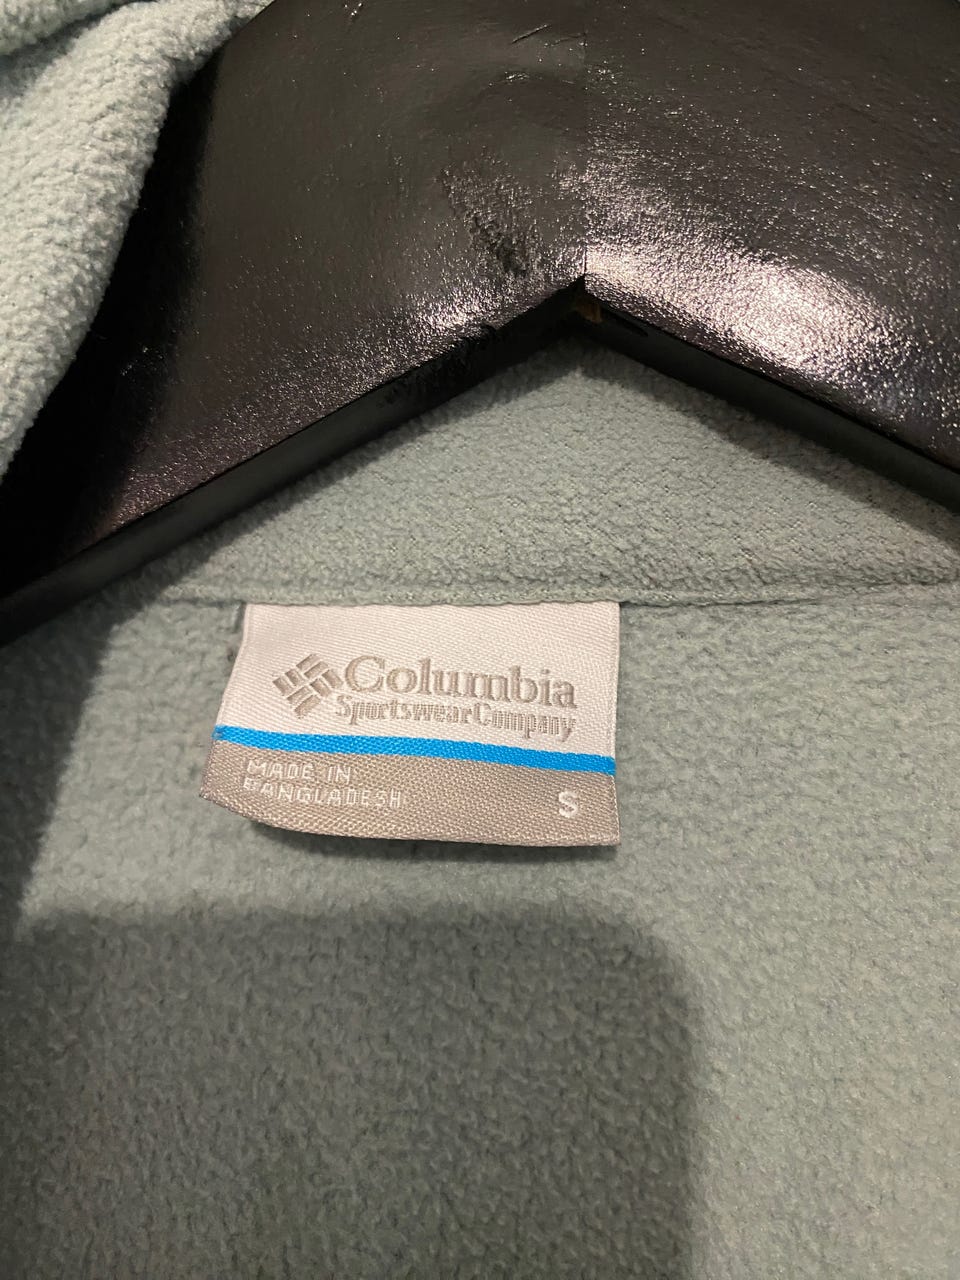 Columbia
Sportswear Company
MADE IN
BANGLADESH
S